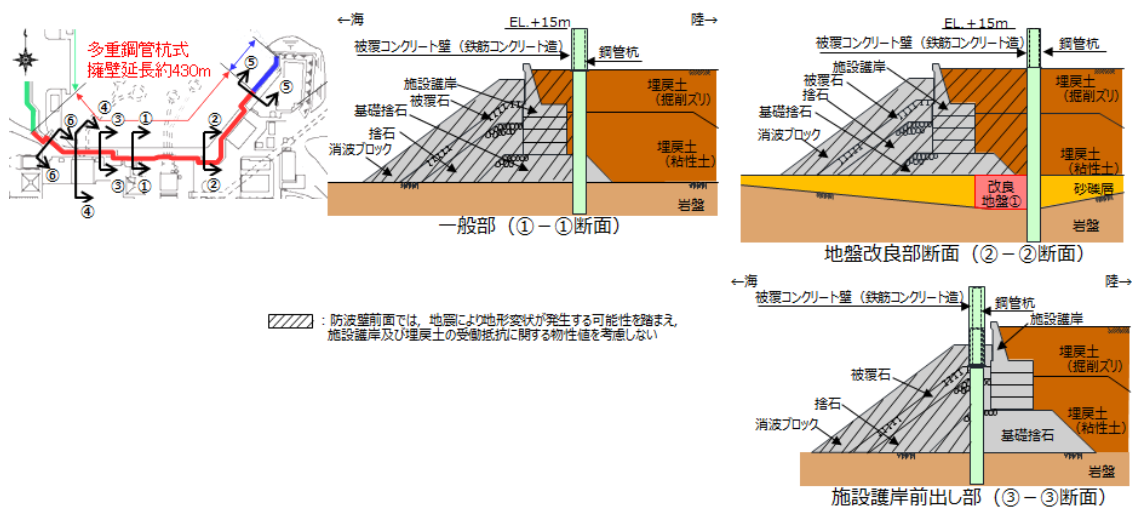 多重鋼管杭式
擁壁延長約430m
⑤
⑤
④
⑥
③
①
②
⑥
③
①
②
④
←海
EL.+15m
陸→
被覆コンクリート壁（鉄筋コンクリート造）
鋼管杭
施設護岸
被覆石
基礎捨石
捨石
消波ブロック
埋戻土
（掘削ズリ）
埋戻土
（粘性土）
岩盤
一般部（①－①断面）
EL.+15m
被覆コンクリート壁（鉄筋コンクリート造）
鋼管杭
施設護岸
被覆石
捨石
基礎捨石
消波ブロック
埋戻土
（掘削ズリ）
埋戻土
（粘性土）
改良
地盤①
砂礫層
岩盤
地盤改良部断面（②－②断面）
：防波壁前面では，地震により地形変状が発生する可能性を踏まえ，
施設護岸及び埋戻土の受働抵抗に関する物性値を考慮しない
←海
陸→
被覆コンクリート壁（鉄筋コンクリート造）
鋼管杭
施設護岸
埋戻土
（掘削ズリ）
被覆石
捨石
埋戻土
（粘性土）
消波ブロック
基礎捨石
岩盤
施設護岸前出し部（③－③断面）